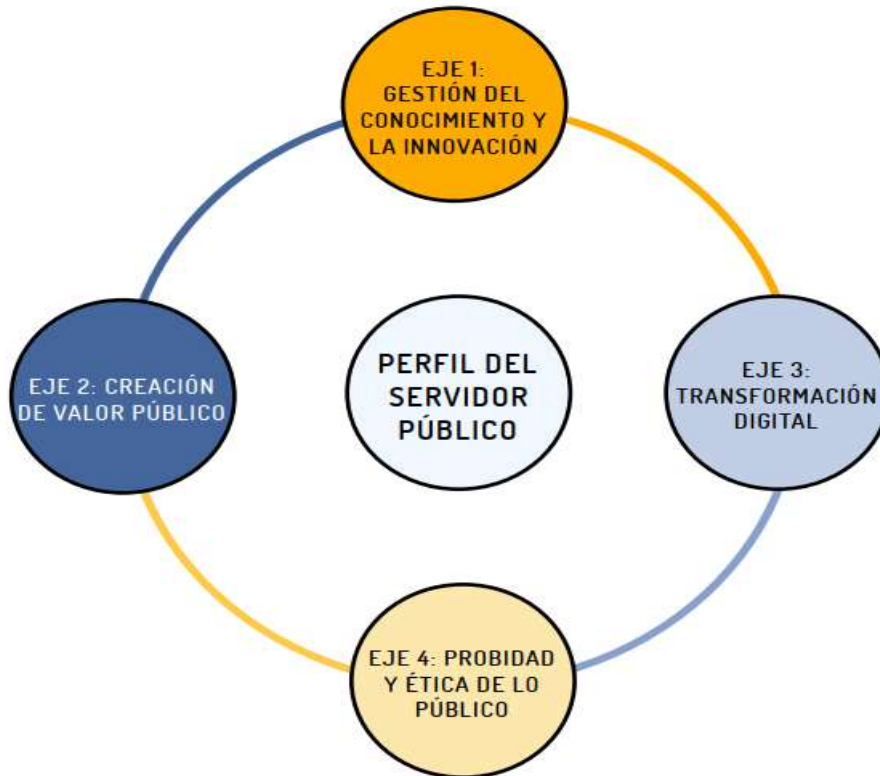 EJE 1:
GESTIÓN DEL
CONOCIMIENTO Y
LA INNOVACIÓN
EJE 2: CREACIÓN
DE VALOR PÚBLICO
PERFIL DEL
SERVIDOR
PÚBLICO
EJE 3:
TRANSFORMACIÓN
DIGITAL
EJE 4: PROBIDAD
Y ÉTICA DE LO
PÚBLICO